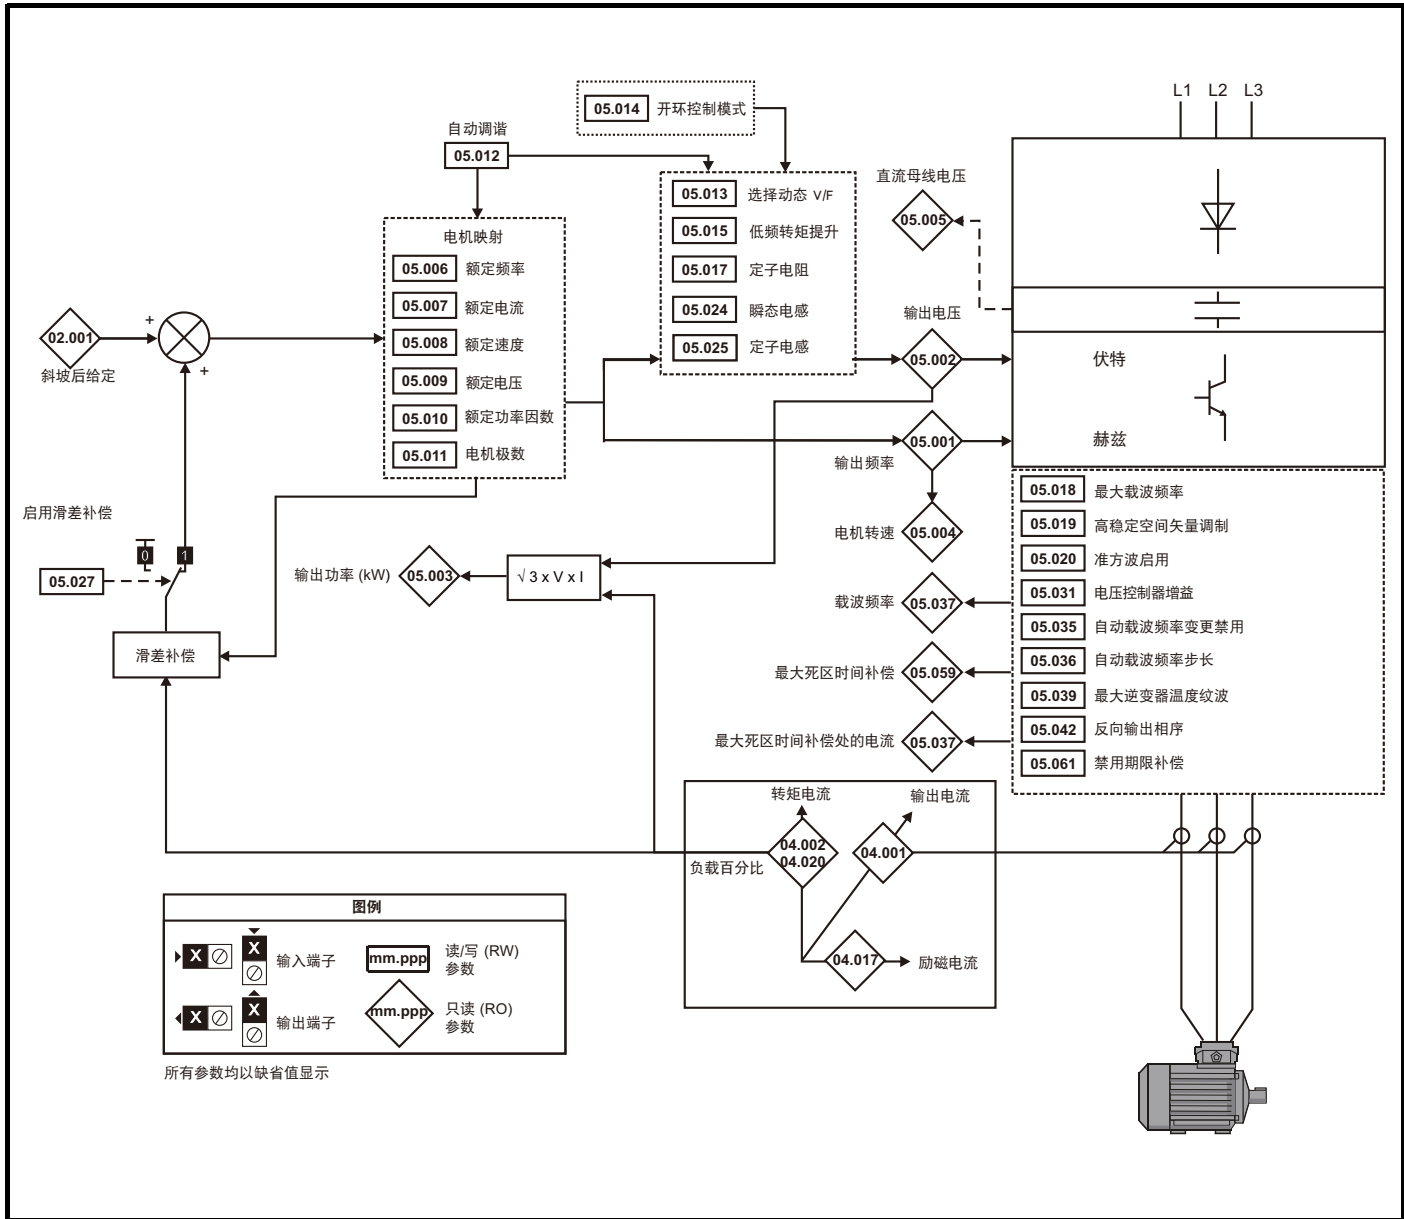 L1 L2 L3
05.014 开环控制模式
自动调谐
05.012
直流母线电压
05.005
05.013 选择动态 V/F
05.015 低频转矩提升
05.017 定子电阻
05.024 瞬态电感
05.025 定子电感
电机映射
05.006 额定频率
05.007 额定电流
05.008 额定速度
05.009 额定电压
05.010 额定功率因数
05.011 电机极数
02.001
+
+
斜坡后给定
输出电压
05.002
伏特
05.001
赫兹
输出频率
启用滑差补偿
0 1
05.027
滑差补偿
电机转速 05.004
输出功率 (kW) 05.003
√ 3 x V x I
载波频率 05.037
最大死区时间补偿 05.059
最大死区时间补偿处的电流 05.037
05.018 最大载波频率
05.019 高稳定空间矢量调制
05.020 准方波启用
05.031 电压控制器增益
05.035 自动载波频率变更禁用
05.036 自动载波频率步长
05.039 最大逆变器温度纹波
05.042 反向输出相序
05.061 禁用期限补偿
转矩电流
输出电流
04.002
04.020
04.001
负载百分比
04.017 励磁电流
图例
X X 输入端子
mm.ppp 读/写 (RW)
参数
X X 输出端子
mm.ppp 只读 (RO)
参数
所有参数均以缺省值显示